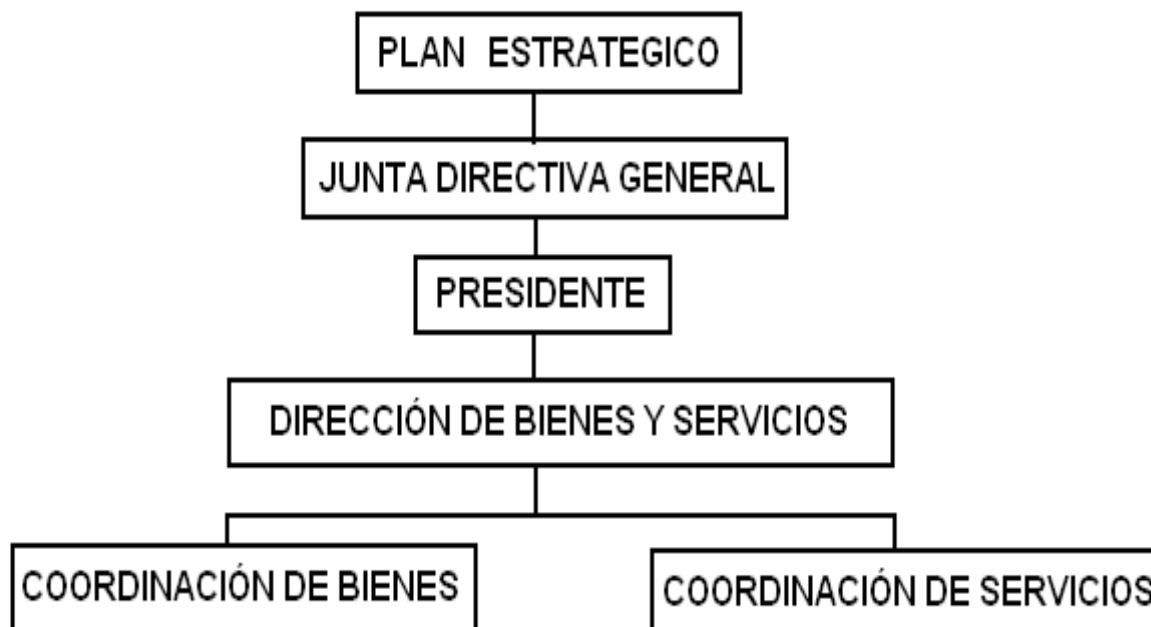 PLAN ESTRATEGICO
JUNTA DIRECTIVA GENERAL
PRESIDENTE
DIRECCIÓN DE BIENES Y SERVICIOS
COORDINACIÓN DE BIENES
COORDINACIÓN DE SERVICIOS